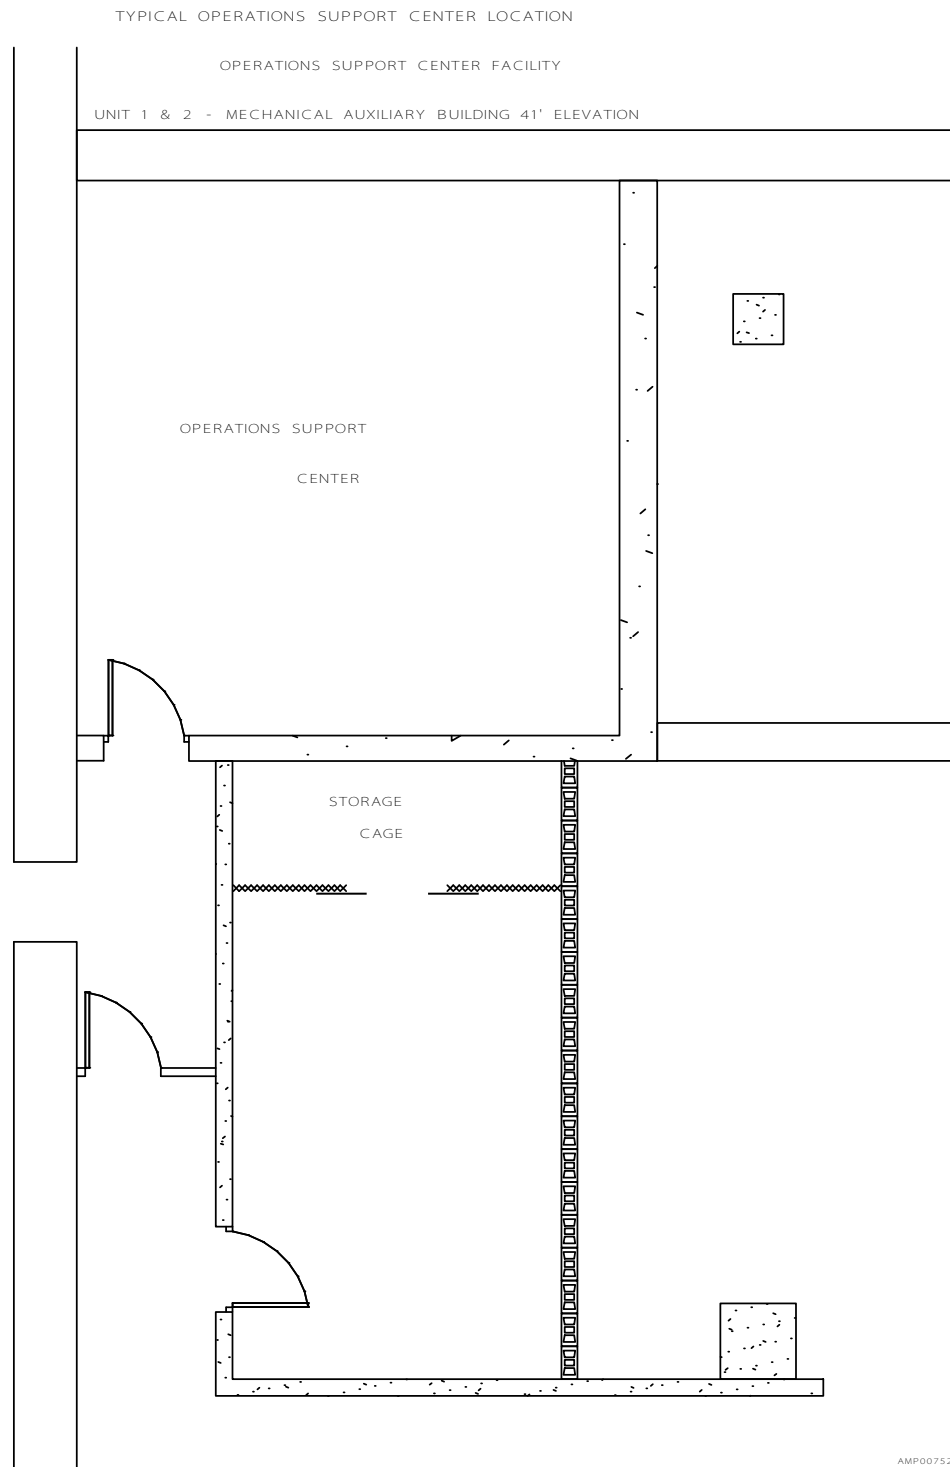 TYPICAL OPERATIONS SUPPORT CENTER LOCATION
OPERATIONS SUPPORT CENTER FACILITY
UNIT 1 & 2 - MECHANICAL AUXILIARY BUILDING 41' ELEVATION
OPERATIONS SUPPORT
CENTER
STORAGE
CAGE
AMP00752